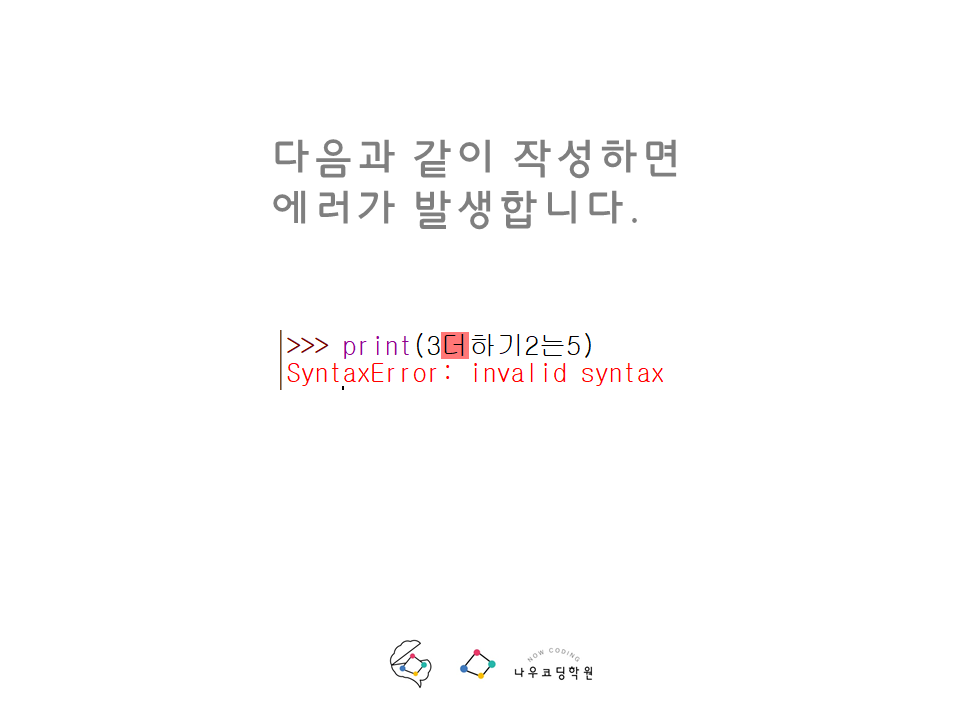 다음과 같이 작성하면
에러가 발생합니다.
>>> print(3더하기2는5)
SyntaxError: invalid syntax
NOW CODING
나우코딩학원